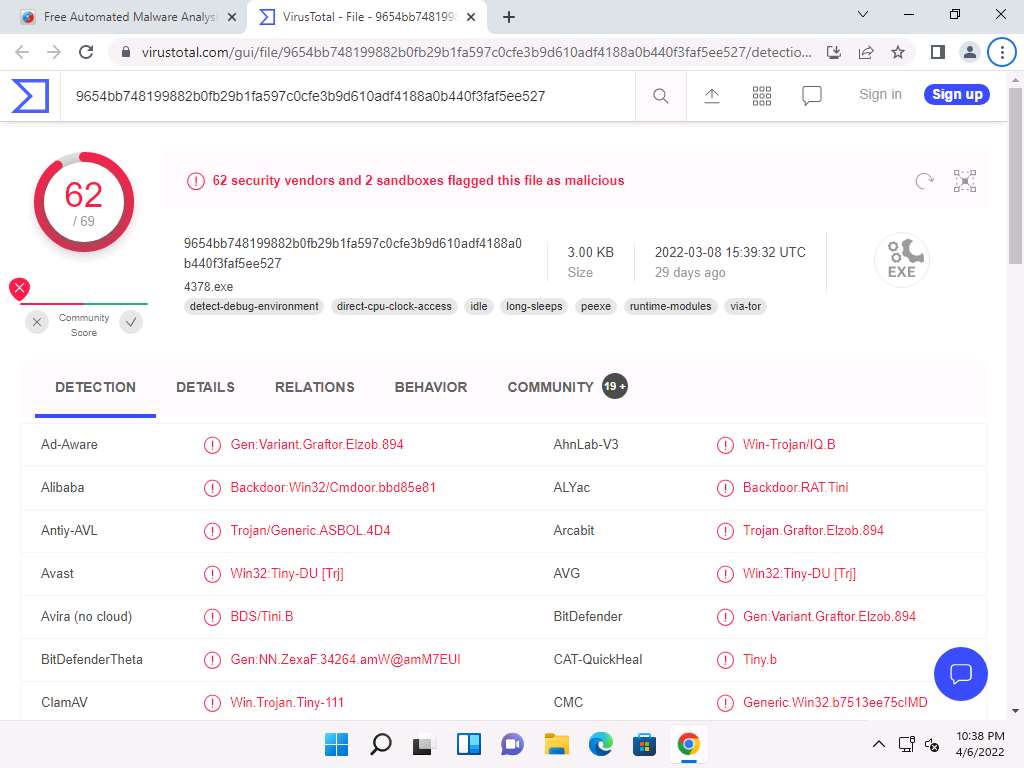 Free Automated Malware Analysi
VirusTotal - File - 9654bb748199
virustotal.com/gui/file/9654bb748199882b0fb29b1fa597c0cfe3b9d610adf4188a0b440f3faf5ee527/detectio...
9654bb748199882b0fb29b1fa597c0cfe3b9d610adf4188a0b440f3faf5ee527
Sign in
Sign up
62
/ 69
62 security vendors and 2 sandboxes flagged this file as malicious
9654bb748199882b0fb29b1fa597c0cfe3b9d610adf4188a0
b440f3faf5ee527
4378.exe
3.00 KB
Size
2022-03-08 15:39:32 UTC
29 days ago
EXE
Community
Score
detect-debug-environment direct-cpu-clock-access idle long-sleeps peexe runtime-modules via-tor
DETECTION DETAILS RELATIONS BEHAVIOR COMMUNITY 19+
Ad-Aware Gen:Variant.Graftor.Elzob.894 AhnLab-V3 Win-Trojan/IQ.B
Alibaba Backdoor:Win32/Cmdoor.bbd85e81 ALYac Backdoor.RAT.Tini
Antiy-AVL Trojan/Generic.ASBOL.4D4 Arcabit Trojan.Graftor.Elzob.894
Avast Win32:Tiny-DU [Trj] AVG Win32:Tiny-DU [Trj]
Avira (no cloud) BDS/Tini.B BitDefender Gen:Variant.Graftor.Elzob.894
BitDefenderTheta Gen:NN.ZexaF.34264.amW@amM7EUI CAT-QuickHeal Tiny.b
ClamAV Win.Trojan.Tiny-111 CMC Generic.Win32.b7513ee75c!MD
10:38 PM
4/6/2022